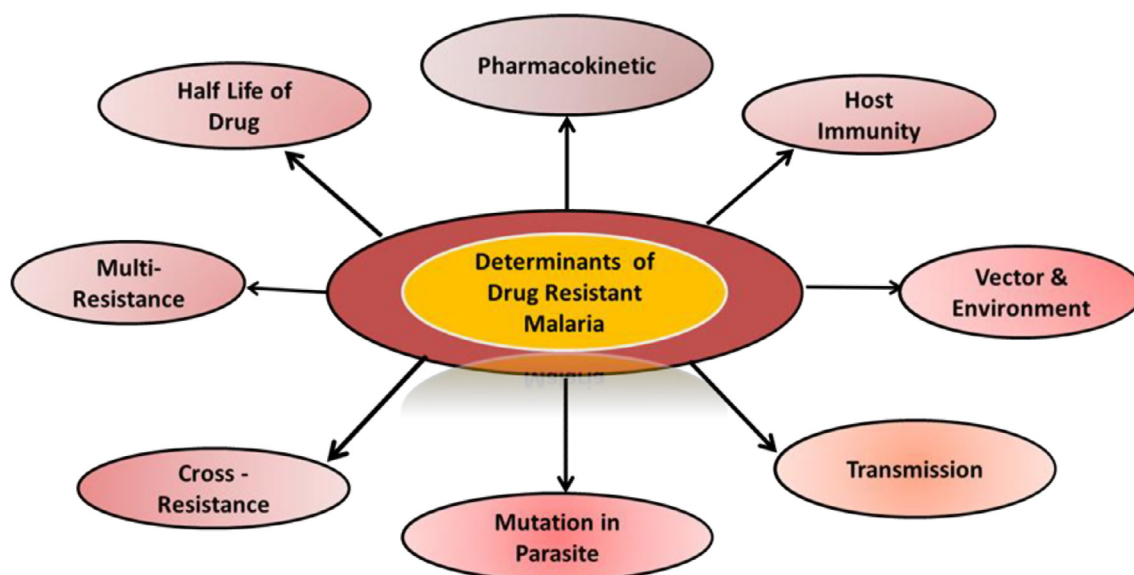 Pharmacokinetic
Half Life of
Drug
Host
Immunity
Multi-
Resistance
Determinants of
Drug Resistant
Malaria
Vector &
Environment
Cross -
Resistance
Mutation in
Parasite
Transmission